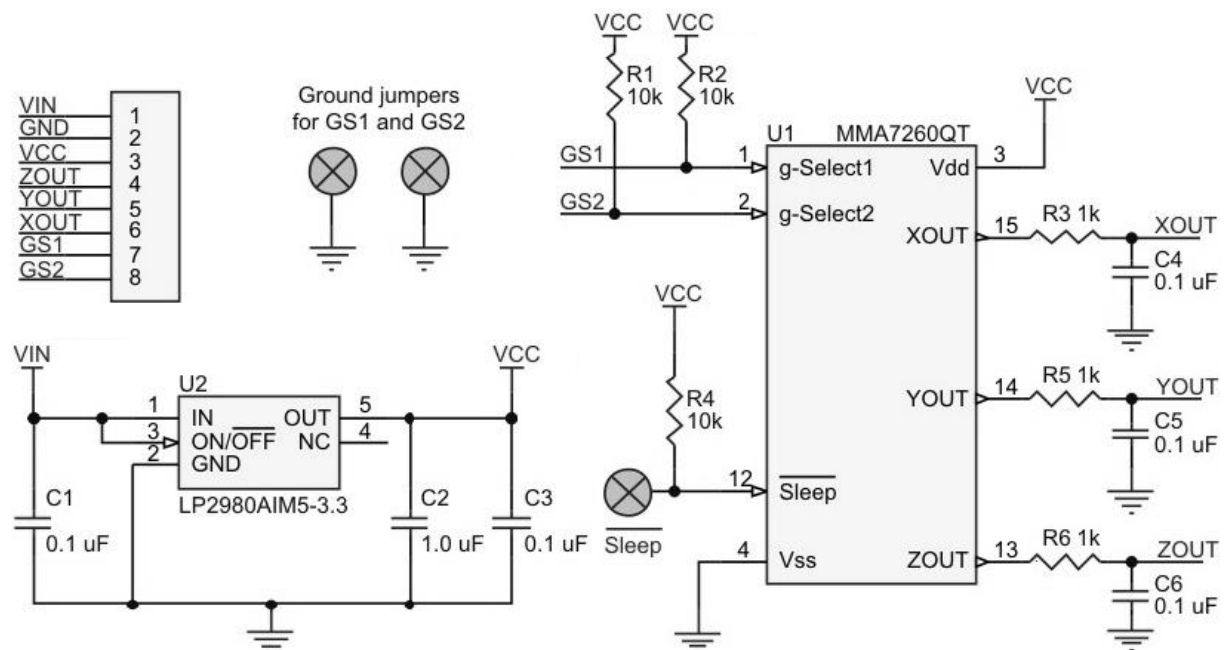 VIN 1
GND 2
VCC 3
ZOUT 4
YOUT 5
XOUT 6
GS1 7
GS2 8
Ground jumpers
for GS1 and GS2
VCC VCC
R1 R2
10k 10k
VCC
U1 MMA7260QT
GS1 1 g-Select1 Vdd 3
GS2 2 g-Select2
XOUT 15 R3 1k XOUT
C4
0.1 uF
VCC
R4
10k
YOUT 14 R5 1k YOUT
C5
0.1 uF
12 Sleep
Sleep
4 Vss ZOUT 13 R6 1k ZOUT
C6
0.1 uF
VIN VCC
U2
1 IN OUT 5
3 ON/OFF NC 4
2 GND
LP2980AIM5-3.3
C1 C2 C3
0.1 uF 1.0 uF 0.1 uF